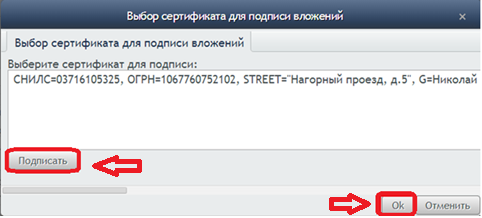 Выбор сертификата для подписи вложений
Выбор сертификата для подписи вложений
Выберите сертификат для подписи:
СНИЛС=03716105325, ОГРН=1067760752102, STREET="Нагорный проезд, д.5", G=Николай
Подписать
Ok Отменить